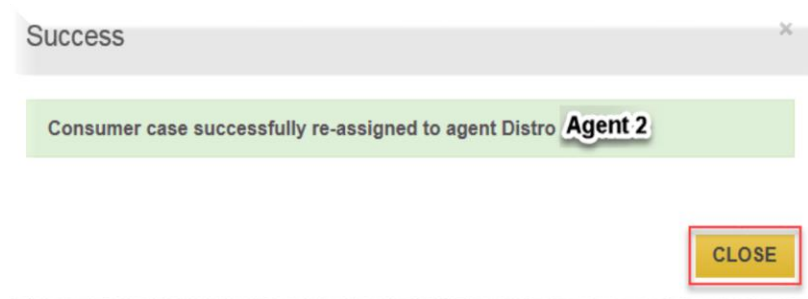 Success
×
Consumer case successfully re-assigned to agent Distro Agent 2
CLOSE